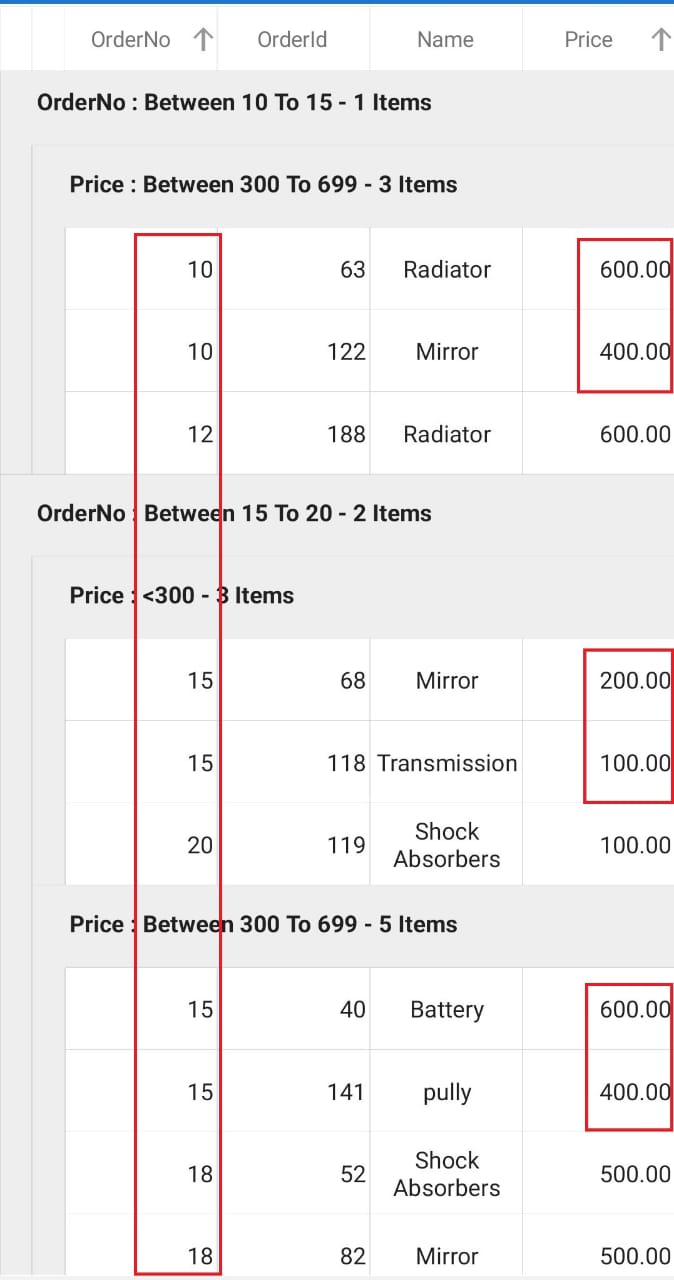 OrderNo ↑ OrderId Name Price ↑
OrderNo : Between 10 To 15 - 1 Items
Price : Between 300 To 699 - 3 Items
10 63 Radiator 600.00
10 122 Mirror 400.00
12 188 Radiator 600.00
OrderNo : Between 15 To 20 - 2 Items
Price : <300 - 3 Items
15 68 Mirror 200.00
15 118 Transmission 100.00
20 119 Shock Absorbers 100.00
Price : Between 300 To 699 - 5 Items
15 40 Battery 600.00
15 141 pully 400.00
18 52 Shock Absorbers 500.00
18 82 Mirror 500.00